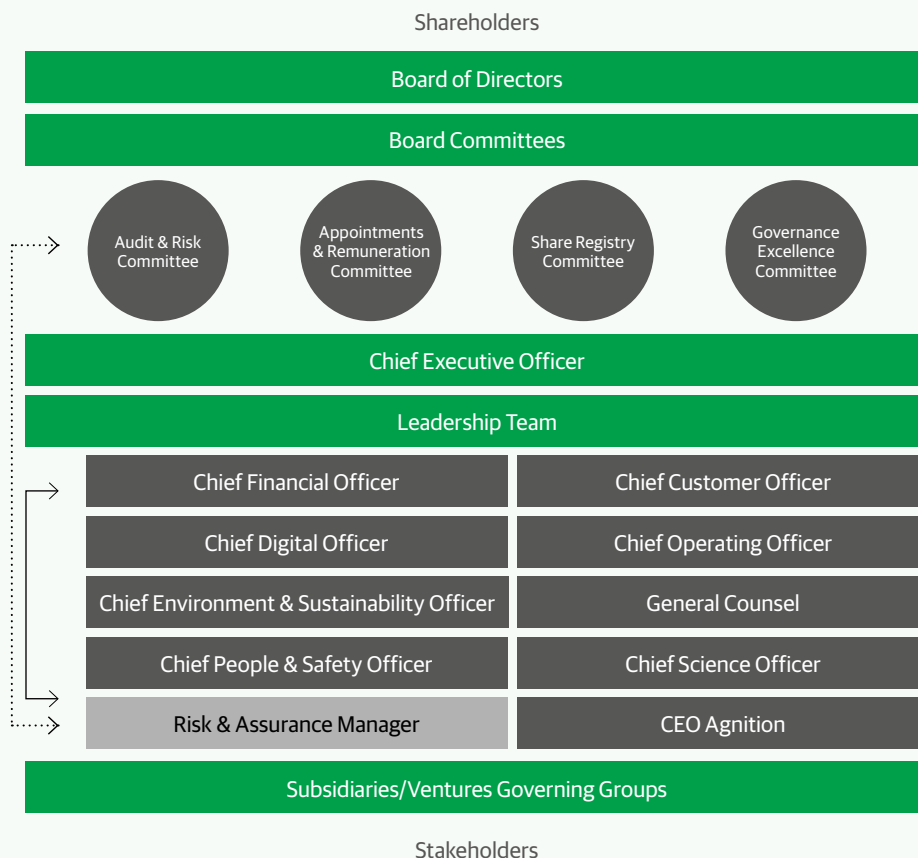 Shareholders
Board of Directors
Board Committees
Audit & Risk
Committee
Appointments
& Remuneration
Committee
Share Registry
Committee
Governance
Excellence
Committee
Chief Executive Officer
Leadership Team
Chief Financial Officer
Chief Customer Officer
Chief Digital Officer
Chief Operating Officer
Chief Environment & Sustainability Officer
General Counsel
Chief People & Safety Officer
Chief Science Officer
Risk & Assurance Manager
CEO Agnition
Subsidiaries/Ventures Governing Groups
Stakeholders